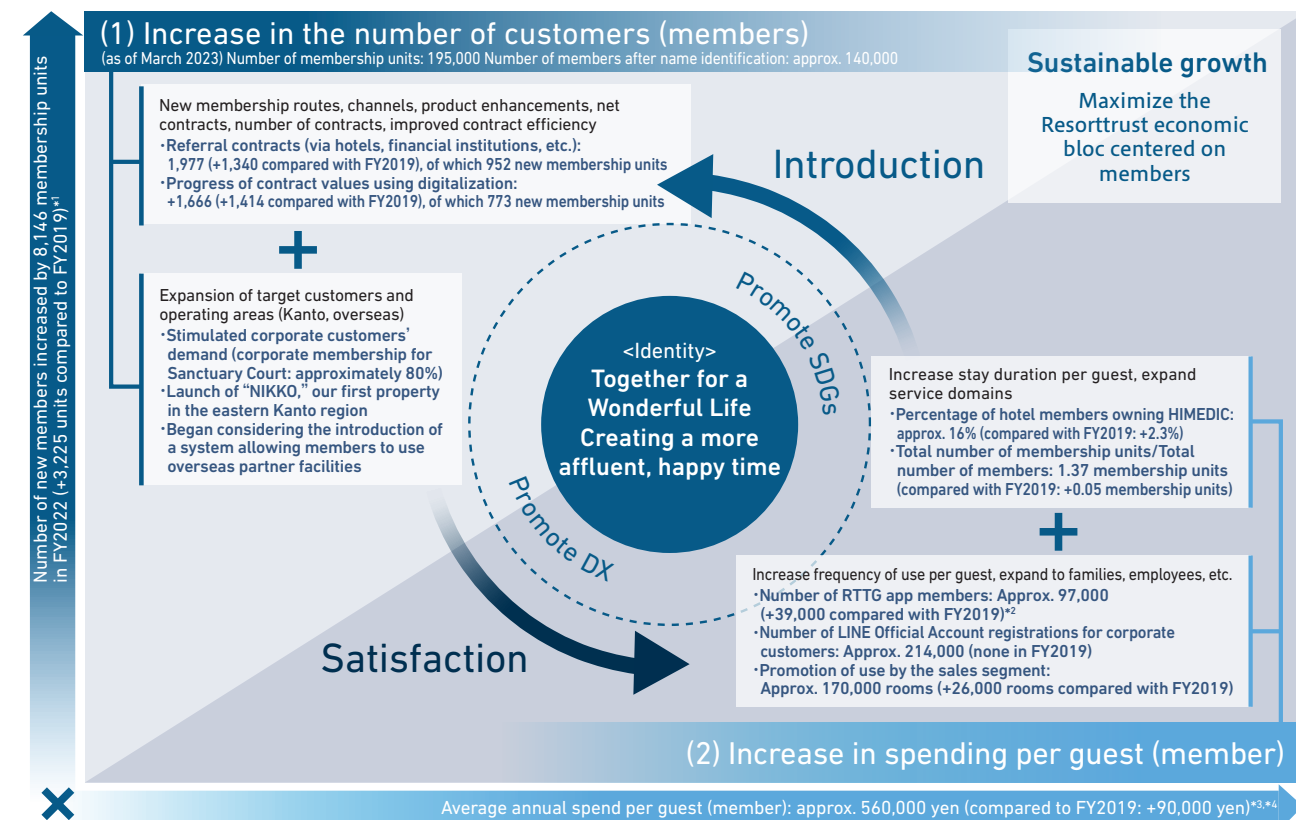 (1) Increase in the number of customers (members)
(as of March 2023) Number of membership units: 195,000 Number of members after name identification: approx. 140,000
Number of new members increased by 8,146 membership units
in FY2022 (+3,225 units compared to FY2019)*1
New membership routes, channels, product enhancements, net
contracts, number of contracts, improved contract efficiency
・Referral contracts (via hotels, financial institutions, etc.):
1,977 (+1,340 compared with FY2019), of which 952 new membership units
・Progress of contract values using digitalization:
+1,666 (+1,414 compared with FY2019), of which 773 new membership units
+
Expansion of target customers and
operating areas (Kanto, overseas)
・Stimulated corporate customers’
demand (corporate membership for
Sanctuary Court: approximately 80%)
・Launch of “NIKKO,” our first property
in the eastern Kanto region
・Began considering the introduction of
a system allowing members to use
overseas partner facilities
Sustainable growth
Maximize the
Resorttrust economic
bloc centered on
members
Introduction
Promote SDGs
<Identity>
Together for a
Wonderful Life
Creating a more
affluent, happy time
Promote DX
Satisfaction
Increase stay duration per guest, expand
service domains
・Percentage of hotel members owning HIMEDIC:
approx. 16% (compared with FY2019: +2.3%)
・Total number of membership units/Total
number of members: 1.37 membership units
(compared with FY2019: +0.05 membership units)
+
Increase frequency of use per guest, expand to families, employees, etc.
・Number of RTTG app members: Approx. 97,000
(+39,000 compared with FY2019)*2
・Number of LINE Official Account registrations for corporate
customers: Approx. 214,000 (none in FY2019)
・Promotion of use by the sales segment:
Approx. 170,000 rooms (+26,000 rooms compared with FY2019)
(2) Increase in spending per guest (member)
×
Average annual spend per guest (member): approx. 560,000 yen (compared to FY2019: +90,000 yen)*3,*4